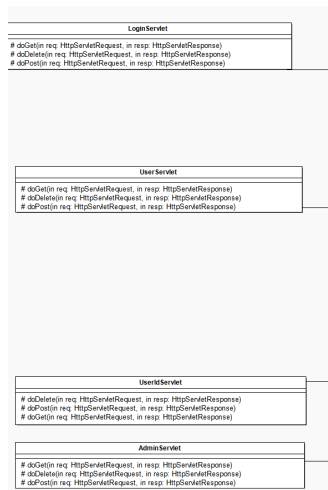 LoginServlet
# doGet(in req: HttpServletRequest, in resp: HttpServletResponse)
# doDelete(in req: HttpServletRequest, in resp: HttpServletResponse)
# doPost(in req: HttpServletRequest, in resp: HttpServletResponse)
UserServlet
# doGet(in req: HttpServletRequest, in resp: HttpServletResponse)
# doDelete(in req: HttpServletRequest, in resp: HttpServletResponse)
# doPost(in req: HttpServletRequest, in resp: HttpServletResponse)
UserIdServlet
# doDelete(in req: HttpServletRequest, in resp: HttpServletResponse)
# doPost(in req: HttpServletRequest, in resp: HttpServletResponse)
# doGet(in req: HttpServletRequest, in resp: HttpServletResponse)
AdminServlet
# doGet(in req: HttpServletRequest, in resp: HttpServletResponse)
# doDelete(in req: HttpServletRequest, in resp: HttpServletResponse)
# doPost(in req: HttpServletRequest, in resp: HttpServletResponse)